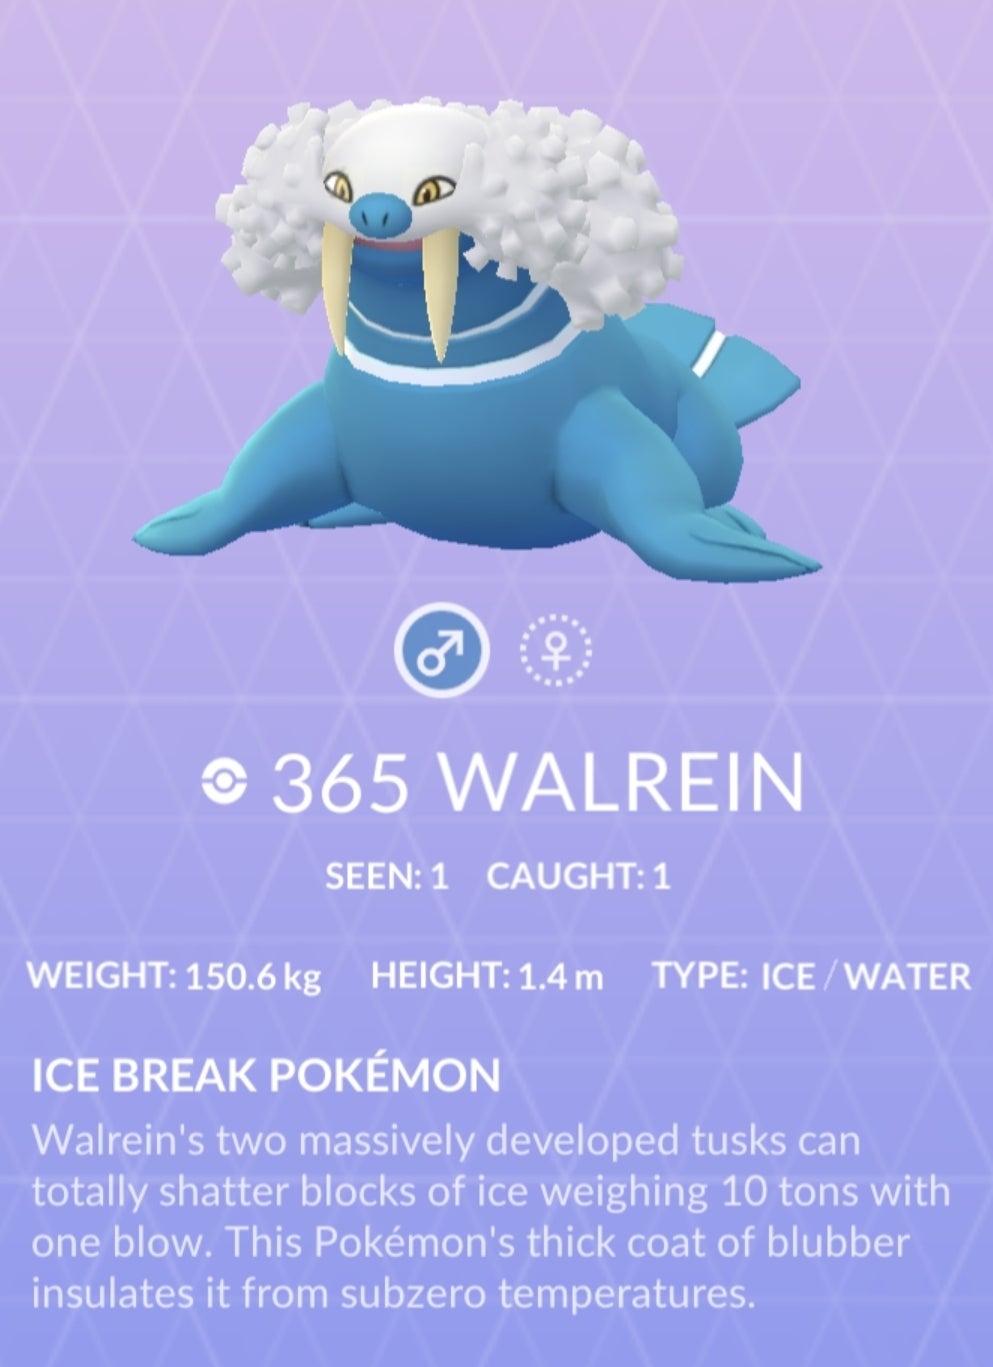 365 WALREIN
SEEN: 1 CAUGHT: 1
WEIGHT: 150.6 kg HEIGHT: 1.4 m TYPE: ICE / WATER
ICE BREAK POKÉMON
Walrein's two massively developed tusks can
totally shatter blocks of ice weighing 10 tons with
one blow. This Pokémon's thick coat of blubber
insulates it from subzero temperatures.